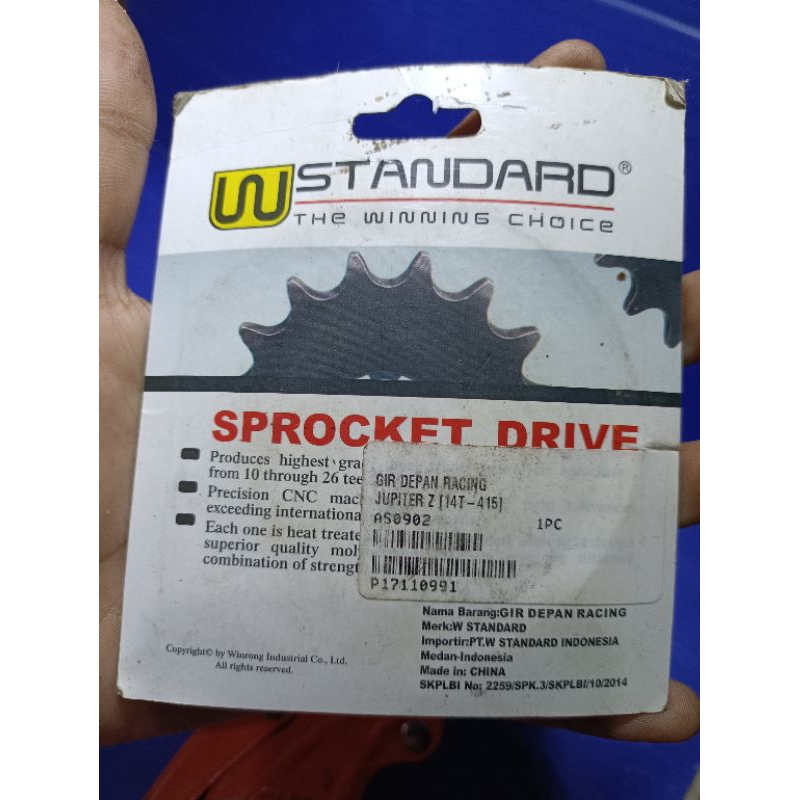 W STANDARD®
THE WINNING CHOICE
SPROCKET DRIVE
Produces highest gra
from 10 through 26 tee
Precision CNC mac
exceeding internationa
Each one is heat treate
superior quality mol
combination of strengt
GIR DEPAN RACING
JUPITER Z [14T-415]
AS0902 1PC
P17110991
Nama Barang:GIR DEPAN RACING
Merk:W STANDARD
Importir:PT.W STANDARD INDONESIA
Medan-Indonesia
Made in: CHINA
SKPLBI No: 2259/SPK.3/SKPLBI/10/2014
Copyright© by Winrong Industrial Co., Ltd.
All rights reserved.